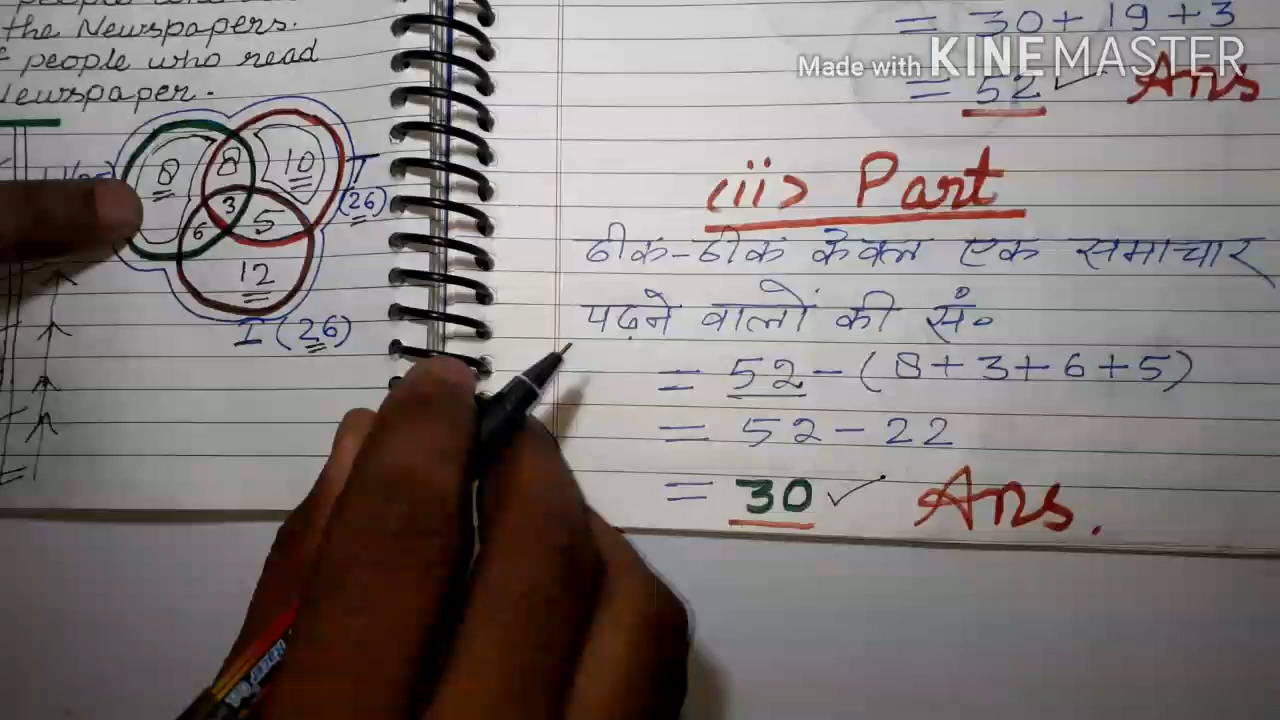 people who
the Newspapers.
people who read
Newspaper.
8
8
10
T
(26)
3
6
5
12
I (26)
= 30 + 19 + 3
Made with KINEMASTER
= 52 ✓ Ans
(ii) Part
ठीक-ठीक केवल एक समाचार
पढ़ने वालों की सं॰
= 52 - (8 + 3 + 6 + 5)
= 52 - 22
= 30 ✓ Ans.